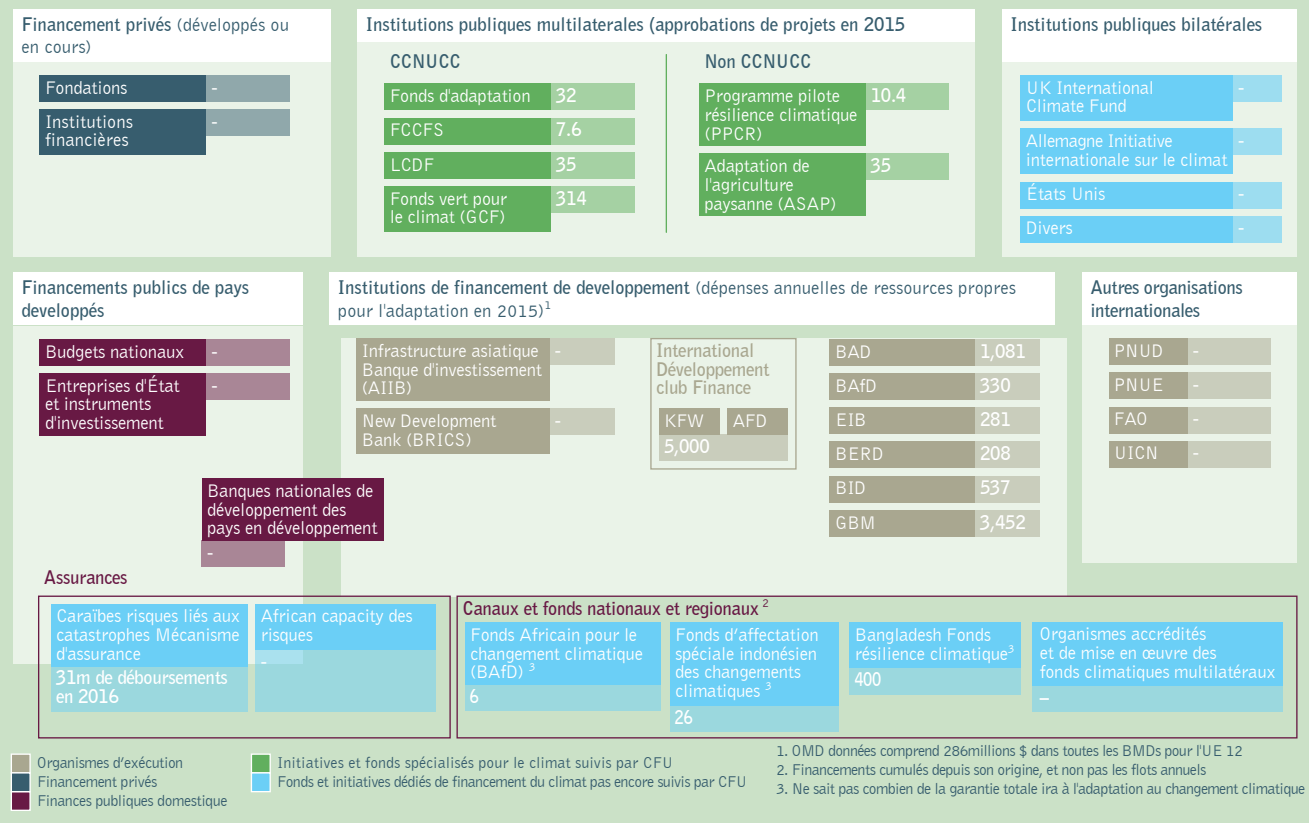 Financement privés (développés ou
en cours)
Fondations -
Institutions -
financières
Institutions publiques multilaterales (approbations de projets en 2015
CCNUCC
Fonds d'adaptation 32
FCCFS 7.6
LCDF 35
Fonds vert pour 314
le climat (GCF)
Non CCNUCC
Programme pilote 10.4
résilience climatique
(PPCR)
Adaptation de 35
l'agriculture
paysanne (ASAP)
Institutions publiques bilatérales
UK International -
Climate Fund
Allemagne Initiative -
internationale sur le climat
États Unis -
Divers -
Financements publics de pays
developpés
Budgets nationaux -
Entreprises d'État -
et instruments
d'investissement
Banques nationales de
développement des
pays en développement
-
Institutions de financement de developpement (dépenses annuelles de ressources propres
pour l'adaptation en 2015)1
Infrastructure asiatique -
Banque d'investissement
(AIIB)
New Development -
Bank (BRICS)
International
Développement
club Finance
KFW AFD
5,000
BAD 1,081
BAfD 330
EIB 281
BERD 208
BID 537
GBM 3,452
Autres organisations
internationales
PNUD -
PNUE -
FAO -
UICN -
Assurances
Caraïbes risques liés aux
catastrophes Mécanisme
d'assurance
31m de déboursements
en 2016
African capacity des
risques
-
Canaux et fonds nationaux et regionaux 2
Fonds Africain pour le
changement climatique
(BAfD) 3
6
Fonds d'affectation
spéciale indonésien
des changements
climatiques 3
26
Bangladesh Fonds
résilience climatique3
400
Organismes accrédités
et de mise en œuvre des
fonds climatiques multilatéraux
–
Organismes d'exécution
Financement privés
Finances publiques domestique
Initiatives et fonds spécialisés pour le climat suivis par CFU
Fonds et initiatives dédiés de financement du climat pas encore suivis par CFU
1. OMD données comprend 286millions $ dans toutes les BMDs pour l'UE 12
2. Financements cumulés depuis son origine, et non pas les flots annuels
3. Ne sait pas combien de la garantie totale ira à l'adaptation au changement climatique